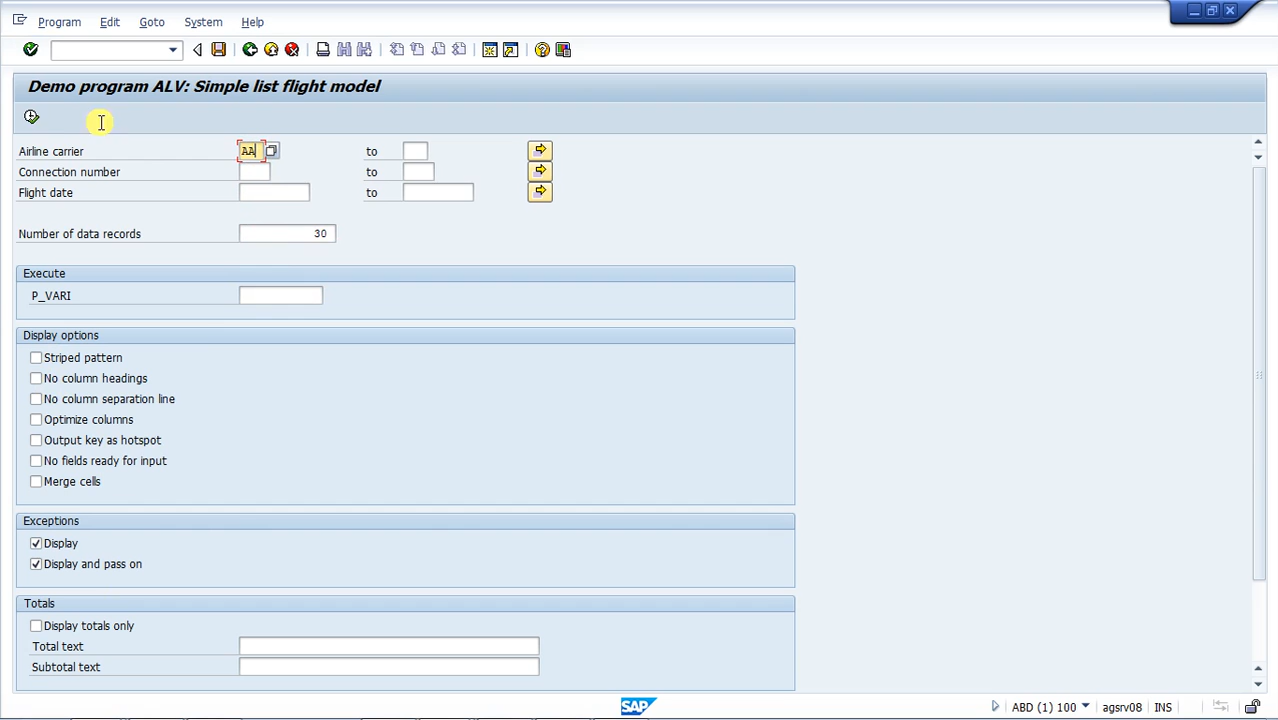 Program Edit Goto System Help
Demo program ALV: Simple list flight model
Airline carrier AA to
Connection number to
Flight date to
Number of data records 30
Execute
P_VARI
Display options
Striped pattern
No column headings
No column separation line
Optimize columns
Output key as hotspot
No fields ready for input
Merge cells
Exceptions
Display
Display and pass on
Totals
Display totals only
Total text
Subtotal text
SAP ABD (1) 100 agsrv08 INS